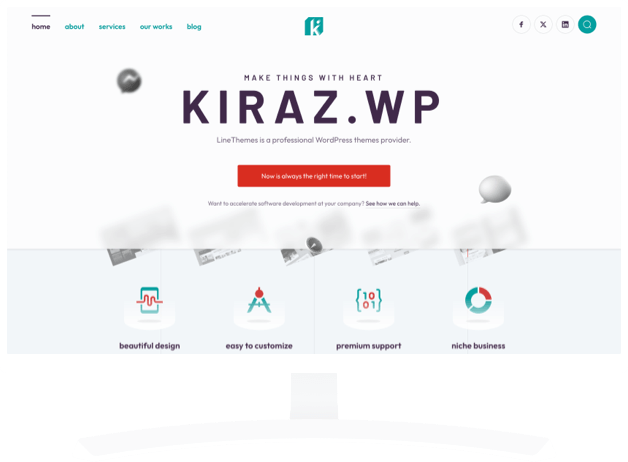 home about services our works blog
MAKE THINGS WITH HEART
KIRAZ.WP
LineThemes is a professional WordPress themes provider.
Now is always the right time to start!
Want to accelerate software development at your company? See how we can help.
{10
01}
beautiful design easy to customize premium support niche business